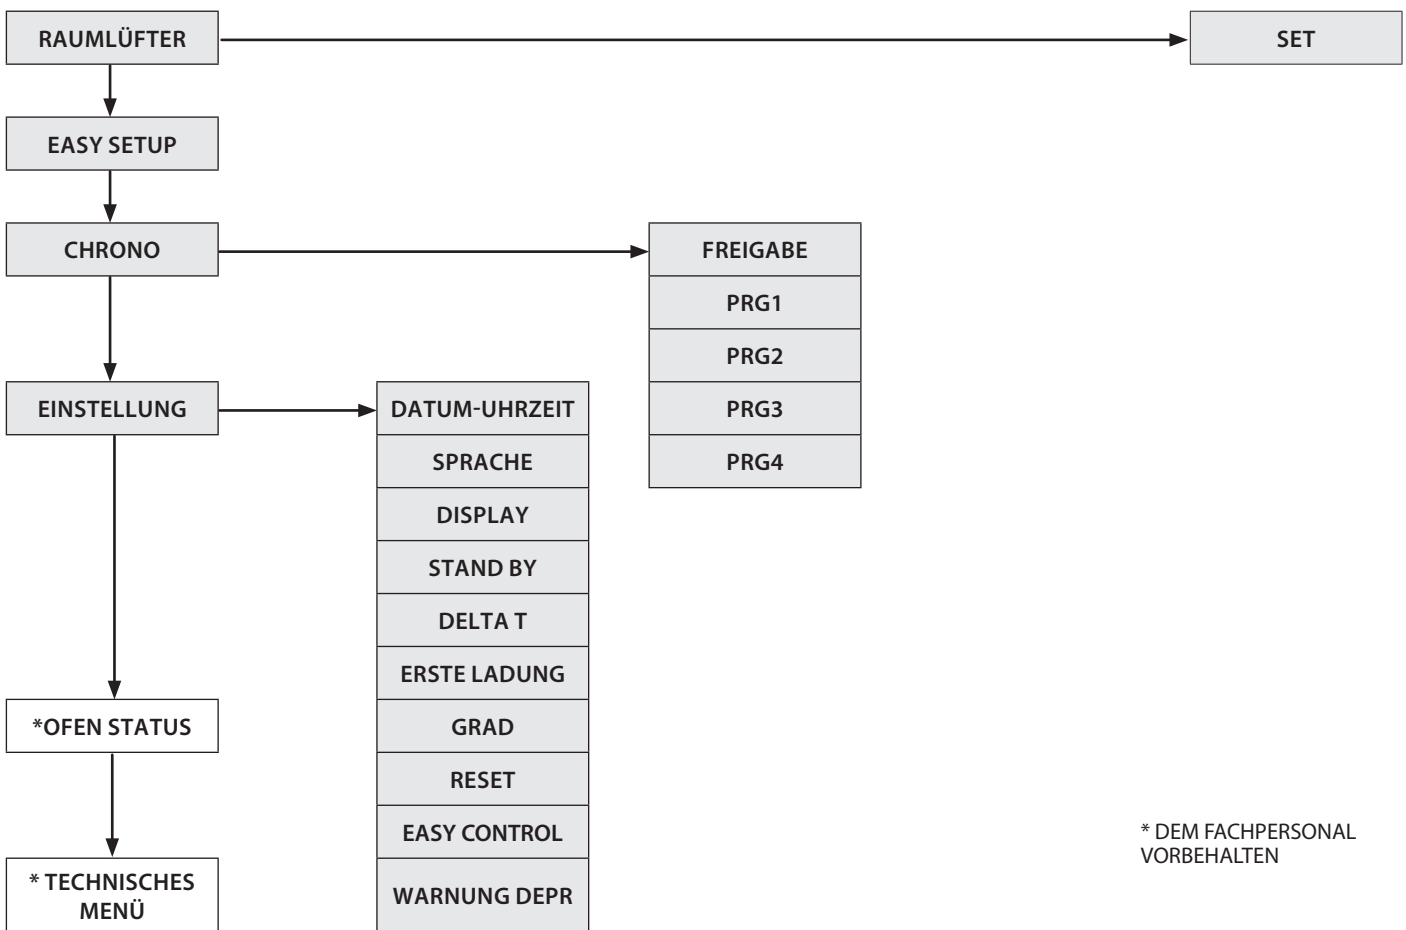 RAUMLÜFTER
SET
EASY SETUP
CHRONO
FREIGABE
PRG1
PRG2
PRG3
PRG4
EINSTELLUNG
DATUM-UHRZEIT
SPRACHE
DISPLAY
STAND BY
DELTA T
ERSTE LADUNG
GRAD
RESET
EASY CONTROL
WARNUNG DEPR
*OFEN STATUS
* TECHNISCHES
MENÜ
* DEM FACHPERSONAL
VORBEHALTEN